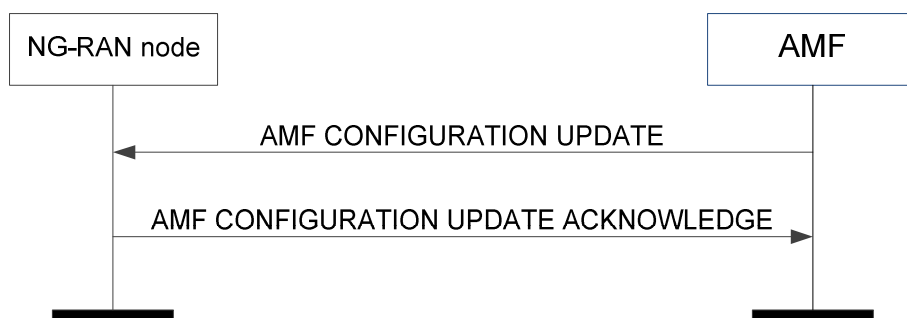 NG-RAN node
AMF
AMF CONFIGURATION UPDATE
AMF CONFIGURATION UPDATE ACKNOWLEDGE